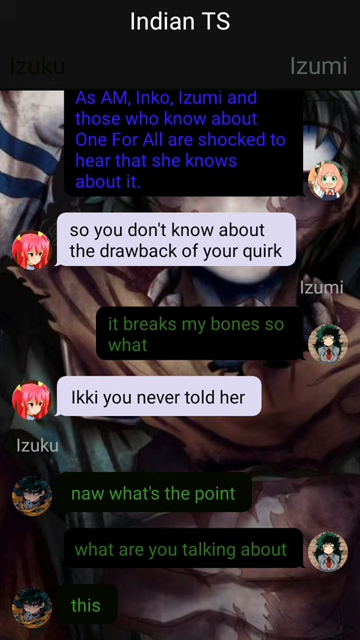 Indian TS
Izuku
Izumi
As AM, Inko, Izumi and
those who know about
One For All are shocked to
hear that she knows
about it.
so you don't know about
the drawback of your quirk
Izumi
it breaks my bones so
what
Ikki you never told her
Izuku
naw what's the point
what are you talking about
this